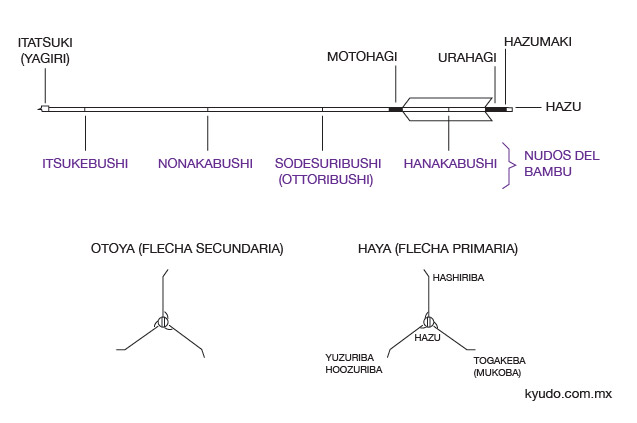 ITATSUKI
(YAGIRI)
MOTOHAGI
URAHAGI
HAZUMAKI
HAZU
ITSUKEBUSHI
NONAKABUSHI
SODESURIBUSHI
(OTTORIBUSHI)
HANAKABUSHI
NUDOS DEL
BAMBU
OTOYA (FLECHA SECUNDARIA)
HAYA (FLECHA PRIMARIA)
HASHIRIBA
HAZU
YUZURIBA
HOOZURIBA
TOGAKEBA
(MUKOBA)
kyudo.com.mx